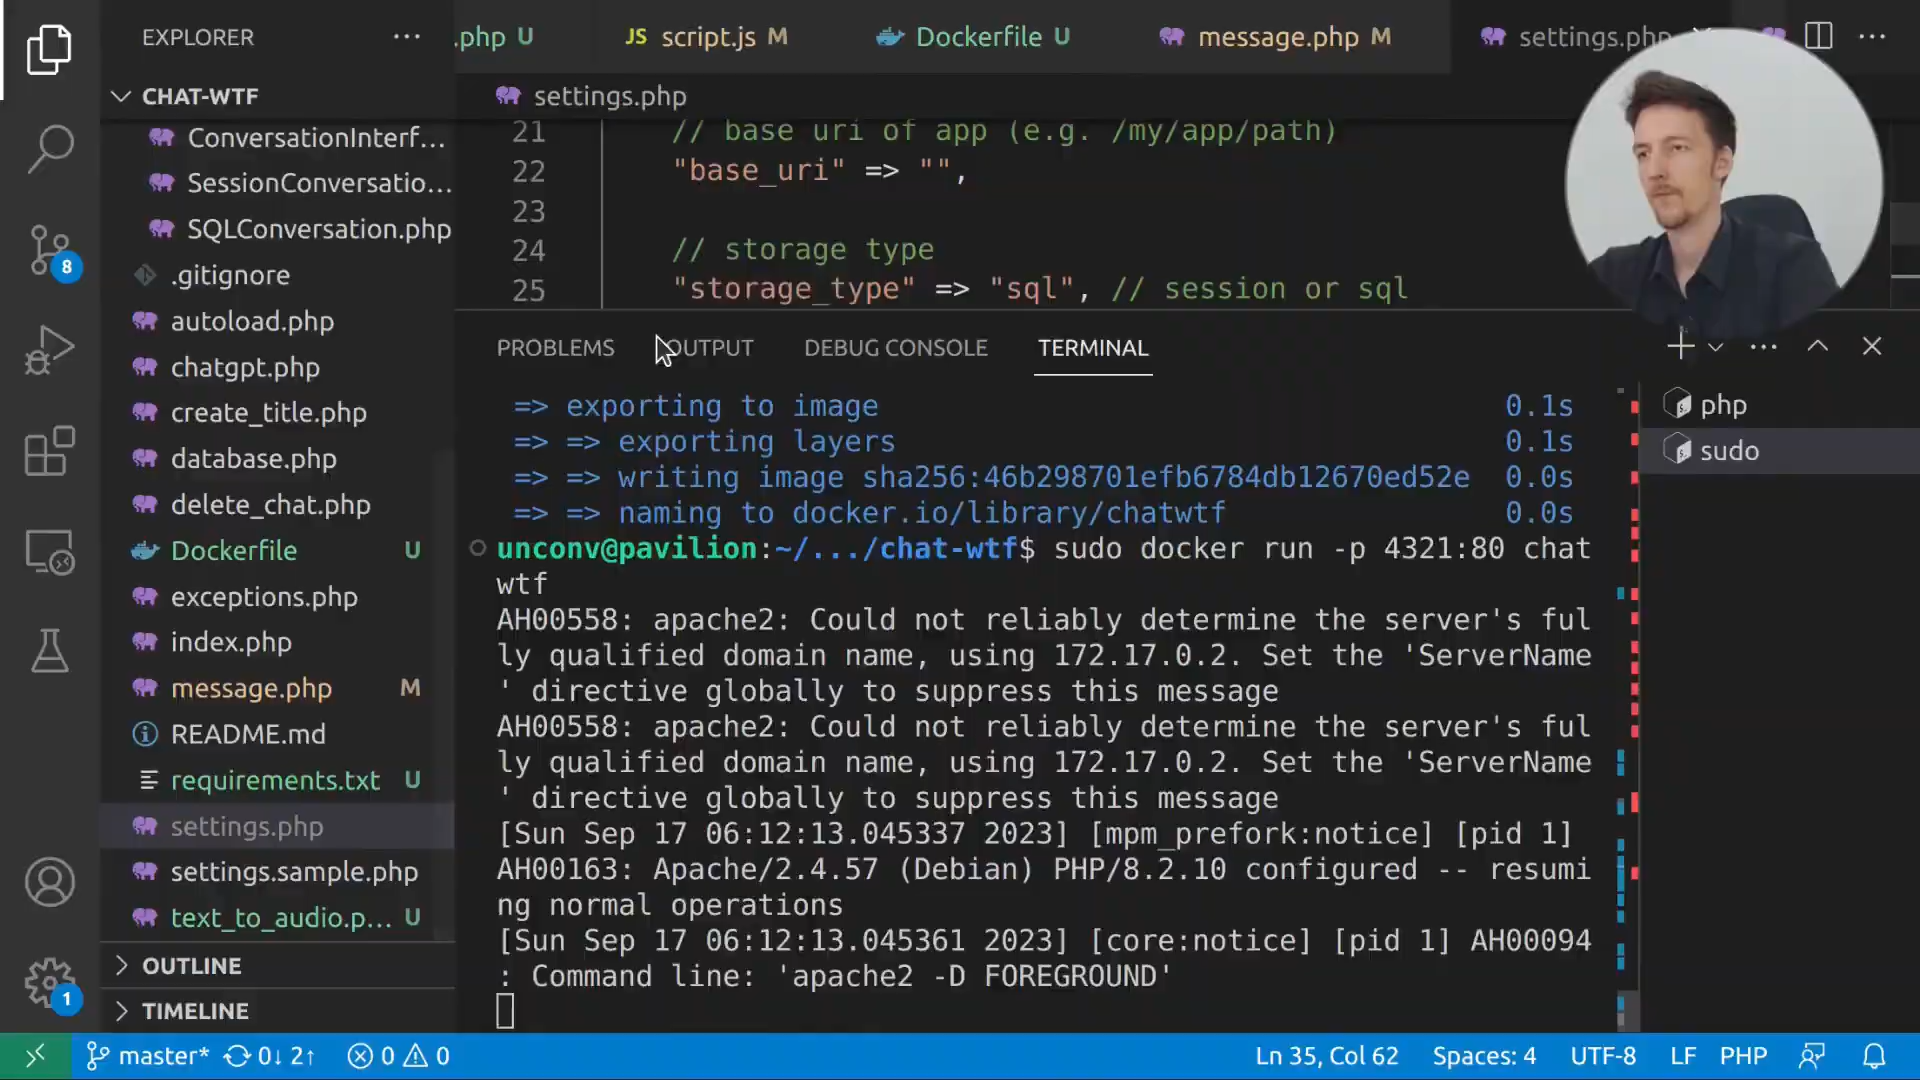 EXPLORER
.php U
JS script.js M
Dockerfile U
message.php M
settings.php
CHAT-WTF
settings.php
ConversationInterf...
SessionConversatio...
SQLConversation.php
.gitignore
autoload.php
chatgpt.php
create_title.php
database.php
delete_chat.php
Dockerfile U
exceptions.php
index.php
message.php M
README.md
requirements.txt U
settings.php
settings.sample.php
text_to_audio.p... U
OUTLINE
TIMELINE
8
1
21 // base uri of app (e.g. /my/app/path)
22 "base_uri" => "",
23
24 // storage type
25 "storage_type" => "sql", // session or sql
PROBLEMS OUTPUT DEBUG CONSOLE TERMINAL
=> exporting to image 0.1s
=> => exporting layers 0.1s
=> => writing image sha256:46b298701efb6784db12670ed52e 0.0s
=> => naming to docker.io/library/chatwtf 0.0s
unconv@pavilion:~/.../chat-wtf$ sudo docker run -p 4321:80 chat
wtf
AH00558: apache2: Could not reliably determine the server's ful
ly qualified domain name, using 172.17.0.2. Set the 'ServerName
' directive globally to suppress this message
AH00558: apache2: Could not reliably determine the server's ful
ly qualified domain name, using 172.17.0.2. Set the 'ServerName
' directive globally to suppress this message
[Sun Sep 17 06:12:13.045337 2023] [mpm_prefork:notice] [pid 1]
AH00163: Apache/2.4.57 (Debian) PHP/8.2.10 configured -- resumi
ng normal operations
[Sun Sep 17 06:12:13.045361 2023] [core:notice] [pid 1] AH00094
: Command line: 'apache2 -D FOREGROUND'
php
sudo
master* 0↓ 2↑ 0 0
Ln 35, Col 62 Spaces: 4 UTF-8 LF PHP